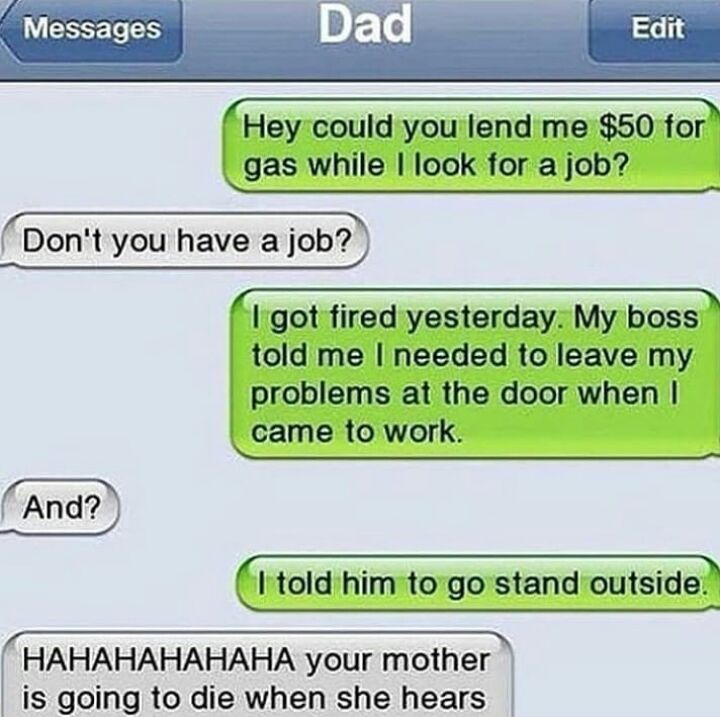 Messages Dad Edit
Hey could you lend me $50 for
gas while I look for a job?
Don't you have a job?
I got fired yesterday. My boss
told me I needed to leave my
problems at the door when I
came to work.
And?
I told him to go stand outside.
HAHAHAHAHAHA your mother
is going to die when she hears